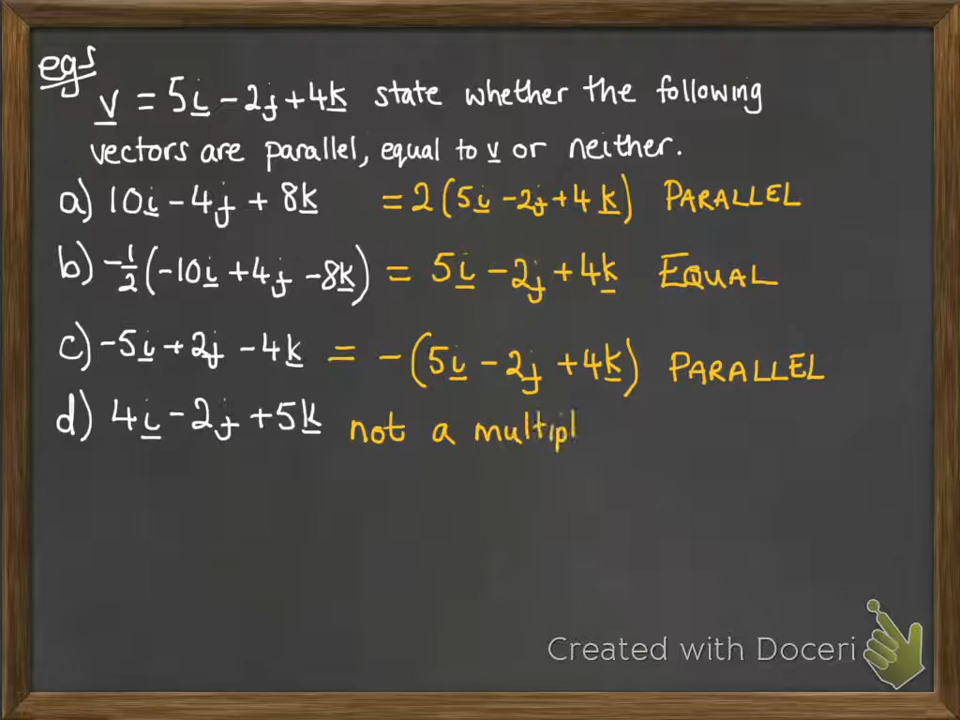 egs
v = 5i - 2j + 4k state whether the following
vectors are parallel, equal to v or neither.
a) 10i - 4j + 8k = 2(5i - 2j + 4k) PARALLEL
b) -1/2(-10i + 4j - 8k) = 5i - 2j + 4k EQUAL
c) -5i + 2j - 4k = -(5i - 2j + 4k) PARALLEL
d) 4i - 2j + 5k not a multipl
Created with Doceri